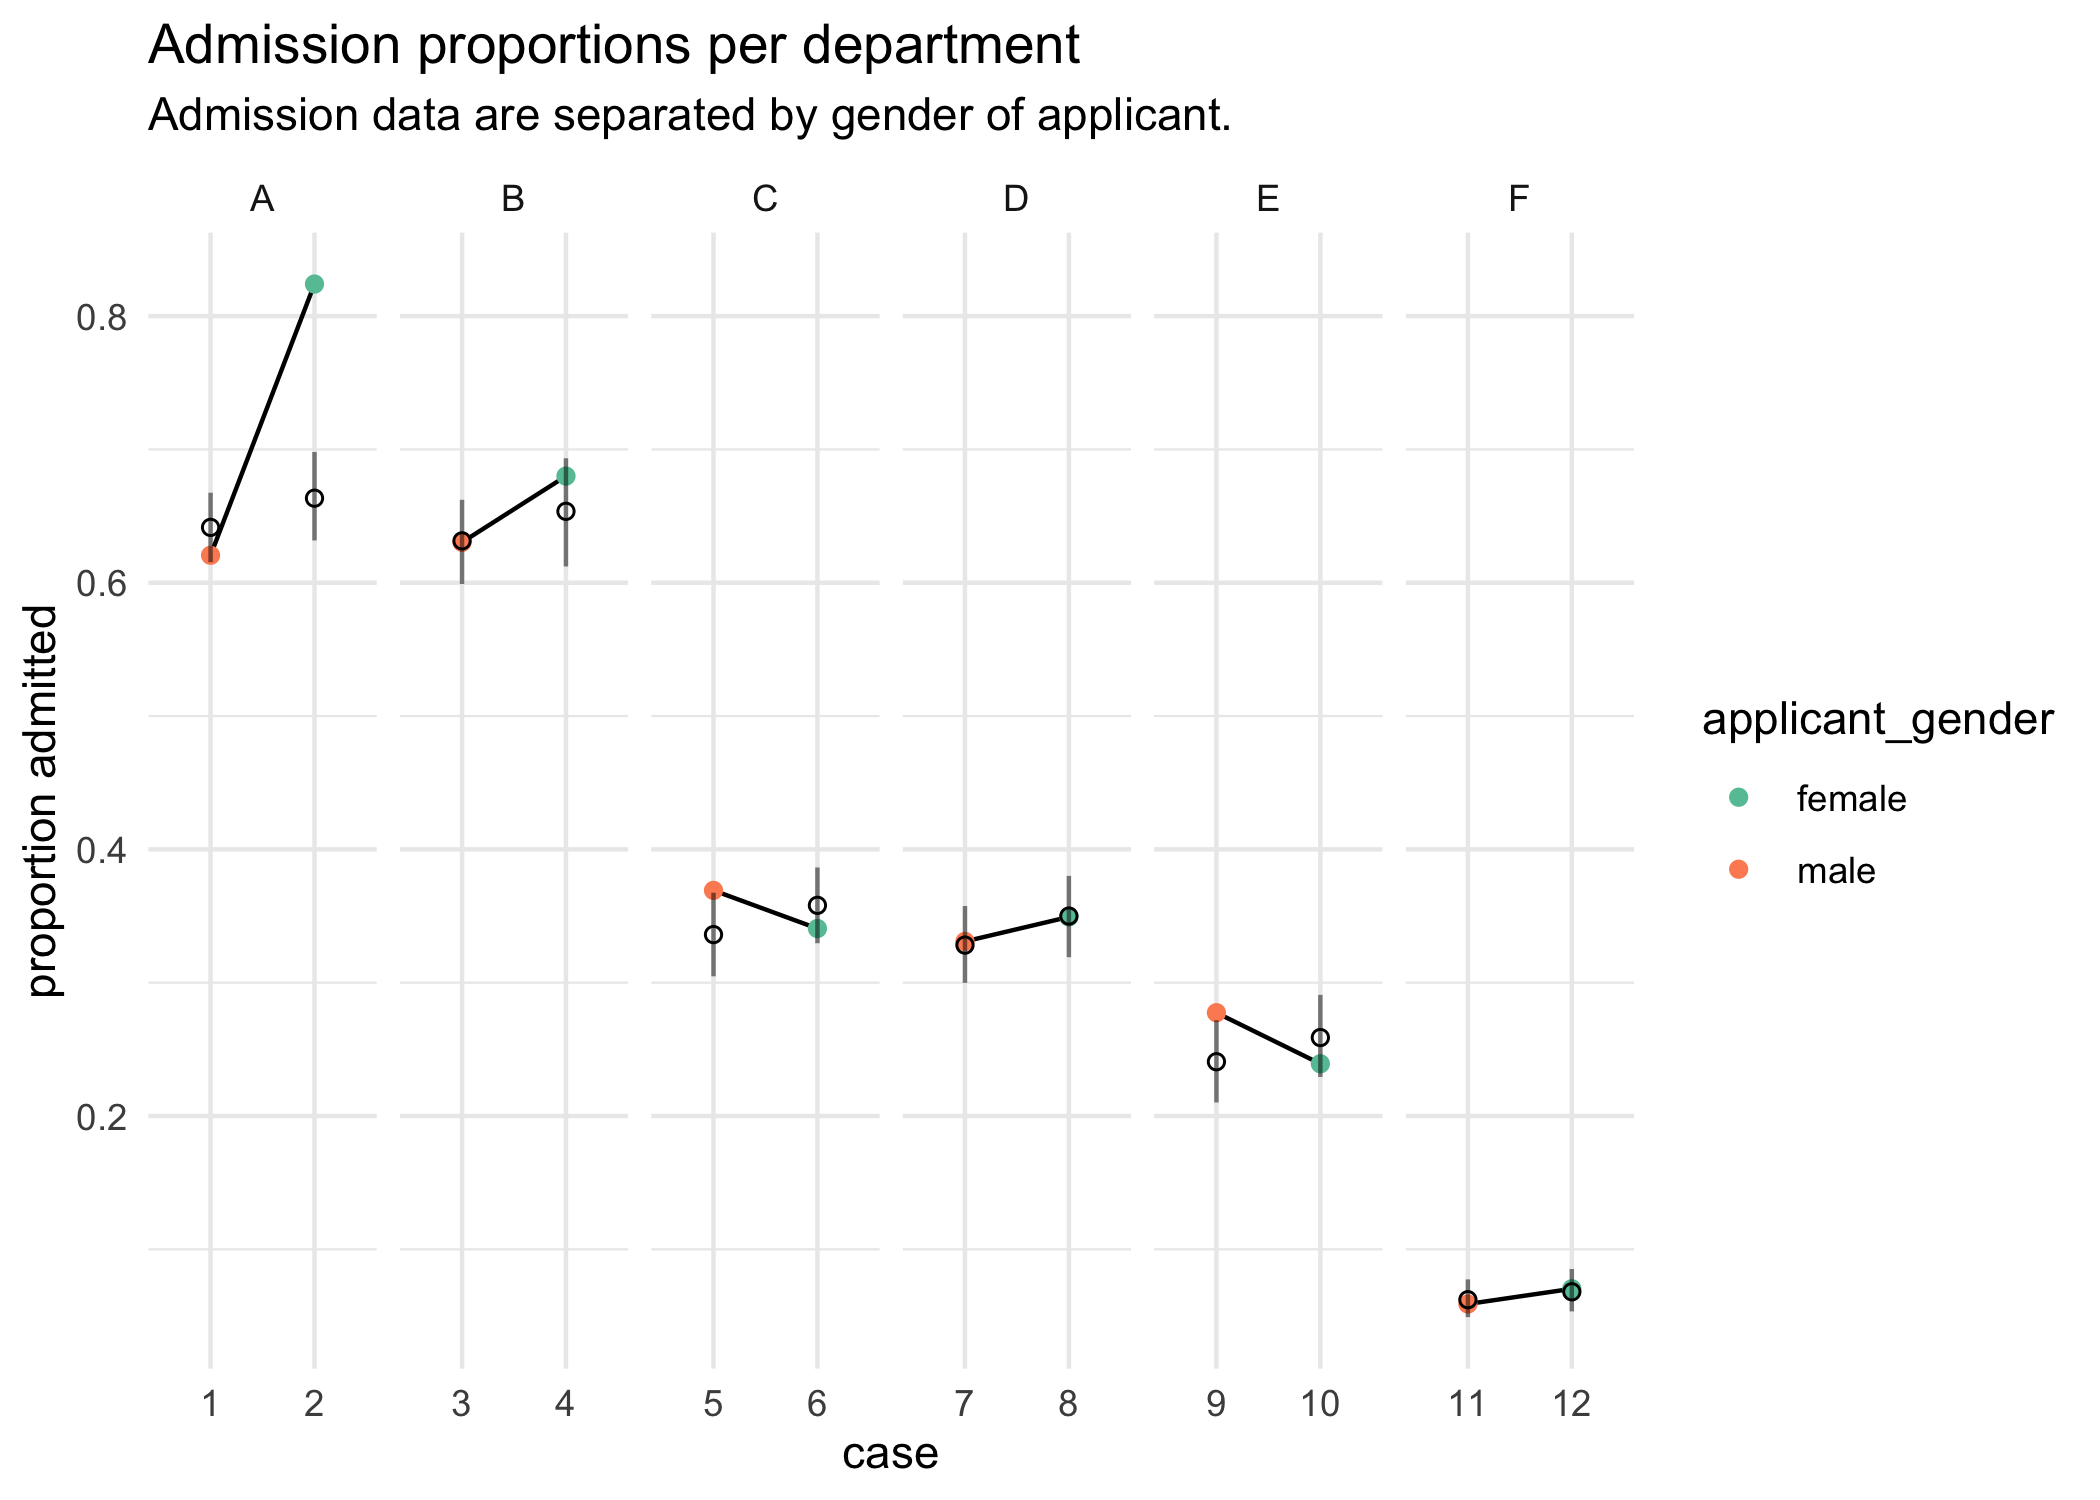 Admission proportions per department
Admission data are separated by gender of applicant.
A B C D E F
0.8
0.6
0.4
0.2
proportion admitted
1 2 3 4 5 6 7 8 9 10 11 12
case
applicant_gender
female
male